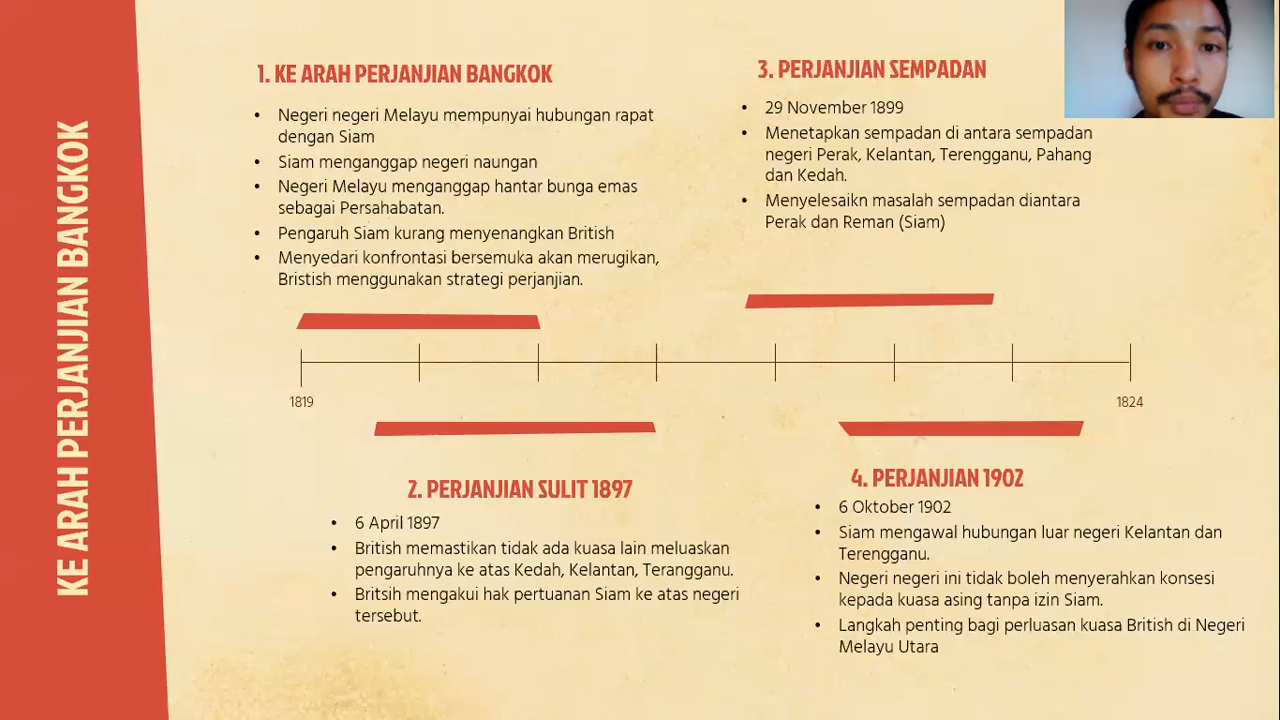 KE ARAH PERJANJIAN BANGKOK
1. KE ARAH PERJANJIAN BANGKOK
• Negeri negeri Melayu mempunyai hubungan rapat
dengan Siam
• Siam menganggap negeri naungan
• Negeri Melayu menganggap hantar bunga emas
sebagai Persahabatan.
• Pengaruh Siam kurang menyenangkan British
• Menyedari konfrontasi bersemuka akan merugikan,
Bristish menggunakan strategi perjanjian.
3. PERJANJIAN SEMPADAN
• 29 November 1899
• Menetapkan sempadan di antara sempadan
negeri Perak, Kelantan, Terengganu, Pahang
dan Kedah.
• Menyelesaikn masalah sempadan diantara
Perak dan Reman (Siam)
1819
1824
2. PERJANJIAN SULIT 1897
• 6 April 1897
• British memastikan tidak ada kuasa lain meluaskan
pengaruhnya ke atas Kedah, Kelantan, Terangganu.
• Britsih mengakui hak pertuanan Siam ke atas negeri
tersebut.
4. PERJANJIAN 1902
• 6 Oktober 1902
• Siam mengawal hubungan luar negeri Kelantan dan
Terengganu.
• Negeri negeri ini tidak boleh menyerahkan konsesi
kepada kuasa asing tanpa izin Siam.
• Langkah penting bagi perluasan kuasa British di Negeri
Melayu Utara